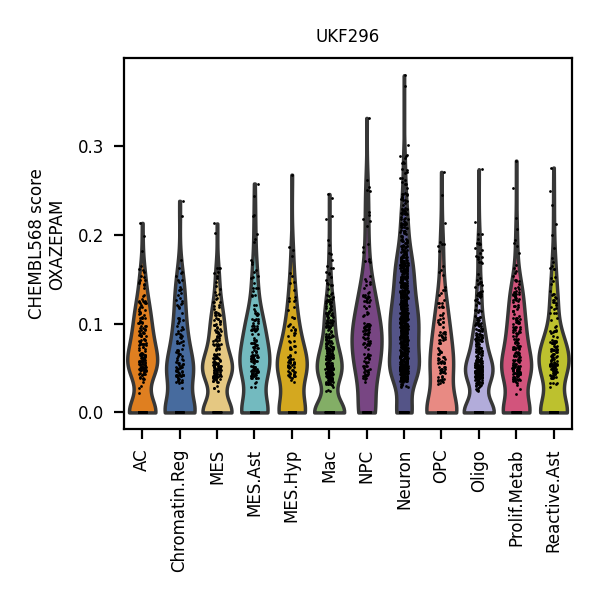 UKF296
CHEMBL568 score
OXAZEPAM
0.3
0.2
0.1
0.0
AC
Chromatin.Reg
MES
MES.Ast
MES.Hyp
Mac
NPC
Neuron
OPC
Oligo
Prolif.Metab
Reactive.Ast